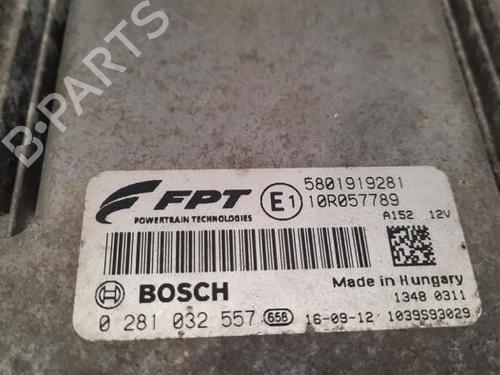 B-PARTS
FPT
POWERTRAIN TECHNOLOGIES
E1
5801919281
10R057789
A152 12V
BOSCH
Made in Hungary
1348 0311
0 281 032 557 658 16-09-12 1039S93029